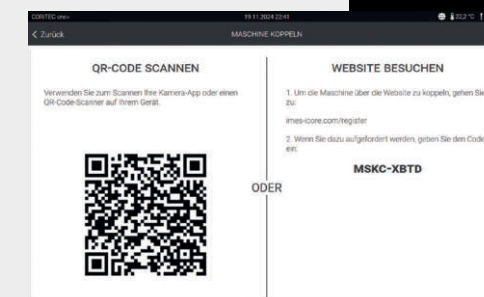 CORiTEC one+ 19.11.2024 22:41 22,2 °C
Zurück MASCHINE KOPPELN
QR-CODE SCANNEN
Verwenden Sie zum Scannen Ihre Kamera-App oder einen
QR-Code-Scanner auf Ihrem Gerät.
ODER
WEBSITE BESUCHEN
1. Um die Maschine über die Website zu koppeln, gehen Sie
zu:
imes-icore.com/register
2. Wenn Sie dazu aufgefordert werden, geben Sie den Code
ein:
MSKC-XBTD